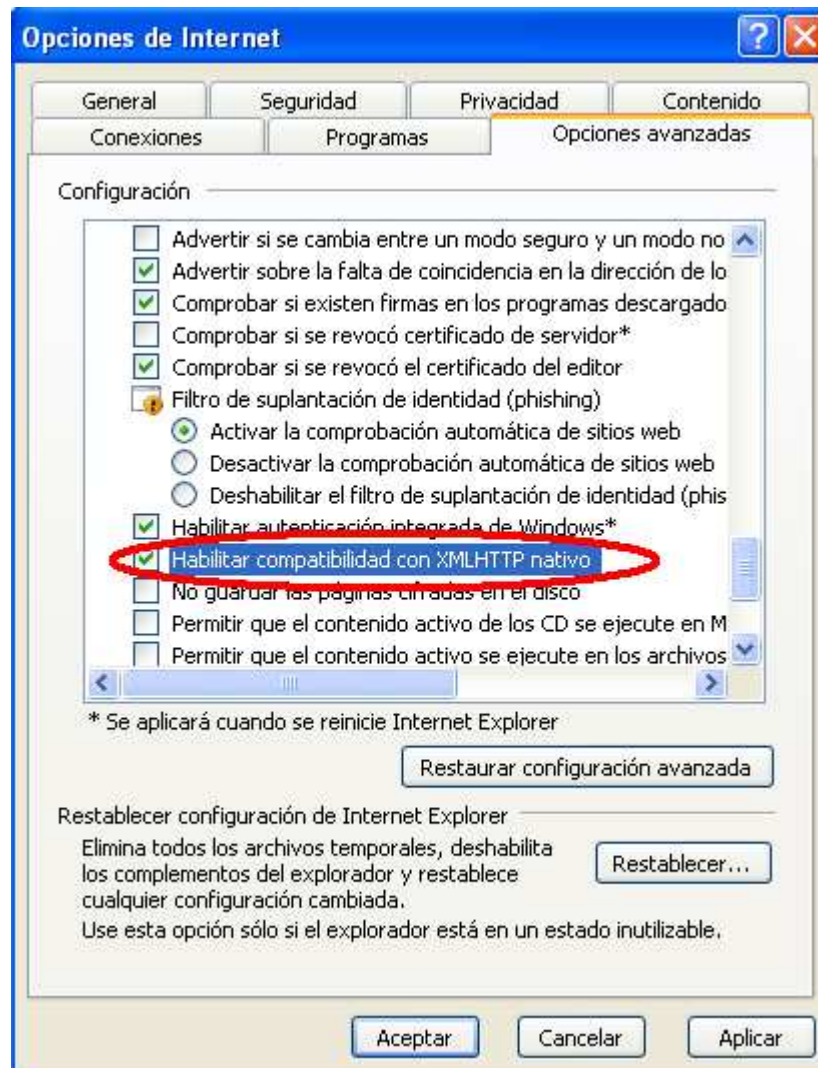 Opciones de Internet
General Seguridad Privacidad Contenido
Conexiones Programas Opciones avanzadas
Configuración
Advertir si se cambia entre un modo seguro y un modo no
Advertir sobre la falta de coincidencia en la dirección de lo
Comprobar si existen firmas en los programas descargado
Comprobar si se revocó certificado de servidor*
Comprobar si se revocó el certificado del editor
Filtro de suplantación de identidad (phishing)
Activar la comprobación automática de sitios web
Desactivar la comprobación automática de sitios web
Deshabilitar el filtro de suplantación de identidad (phis
Habilitar autenticación integrada de Windows*
Habilitar compatibilidad con XMLHTTP nativo
No guardar las páginas cifradas en el disco
Permitir que el contenido activo de los CD se ejecute en M
Permitir que el contenido activo se ejecute en los archivos
* Se aplicará cuando se reinicie Internet Explorer
Restaurar configuración avanzada
Restablecer configuración de Internet Explorer
Elimina todos los archivos temporales, deshabilita
los complementos del explorador y restablece
cualquier configuración cambiada.
Restablecer...
Use esta opción sólo si el explorador está en un estado inutilizable.
Aceptar Cancelar Aplicar